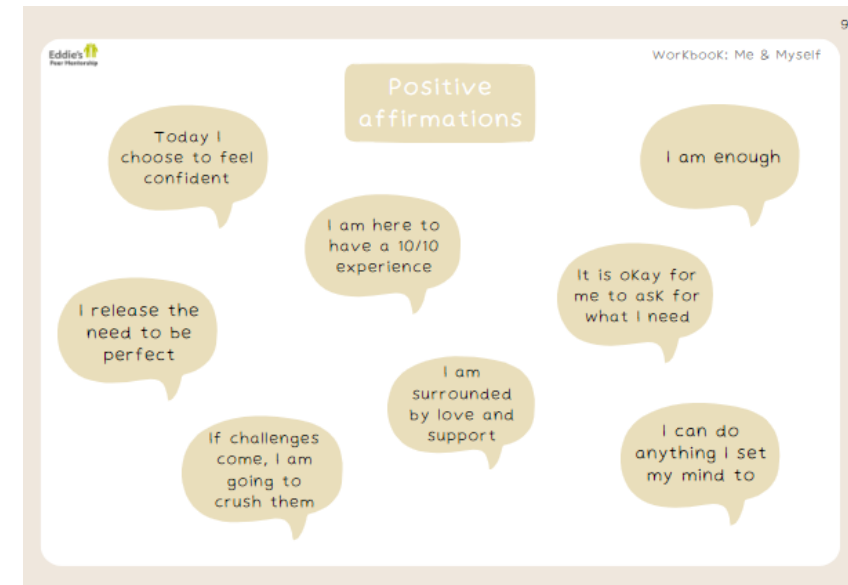 9
Eddie's
Peer Mentorship
Workbook: Me & Myself
Positive
affirmations
Today I
choose to feel
confident
I am enough
I am here to
have a 10/10
experience
It is okay for
me to ask for
what I need
I release the
need to be
perfect
I am
surrounded
by love and
support
If challenges
come, I am
going to
crush them
I can do
anything I set
my mind to